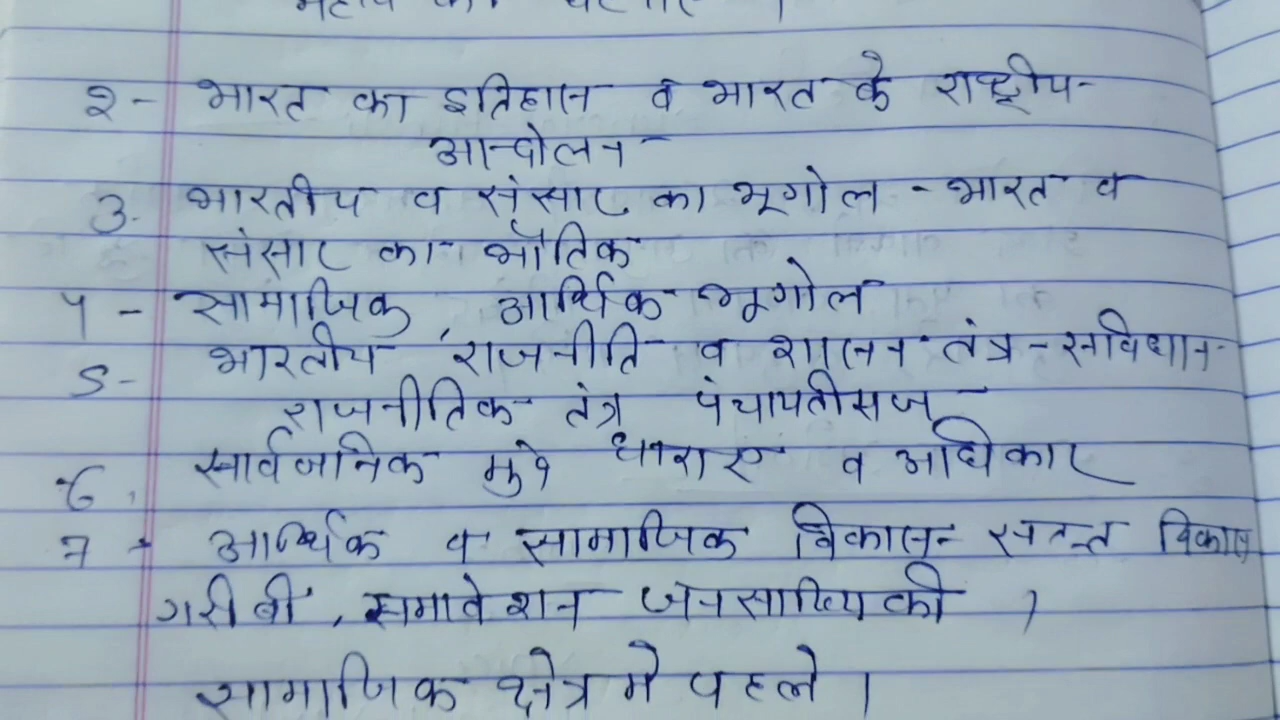 २- भारत का इतिहास व भारत के राष्ट्रीय-
आन्दोलन
3. भारतीय व संसार का भूगोल - भारत व
संसार का भौतिक
4 - सामाजिक, आर्थिक भूगोल
5- भारतीय राजनीति व शासन तंत्र - संविधान
राजनीतिक तंत्र पंचायतीराज
6. सार्वजनिक धाराए व अधिकार
7 - आर्थिक व सामाजिक विकास - सतत विकास
गरीबी, समावेशन जनसांख्यिकी ,
सामाजिक क्षेत्र मे पहले ।